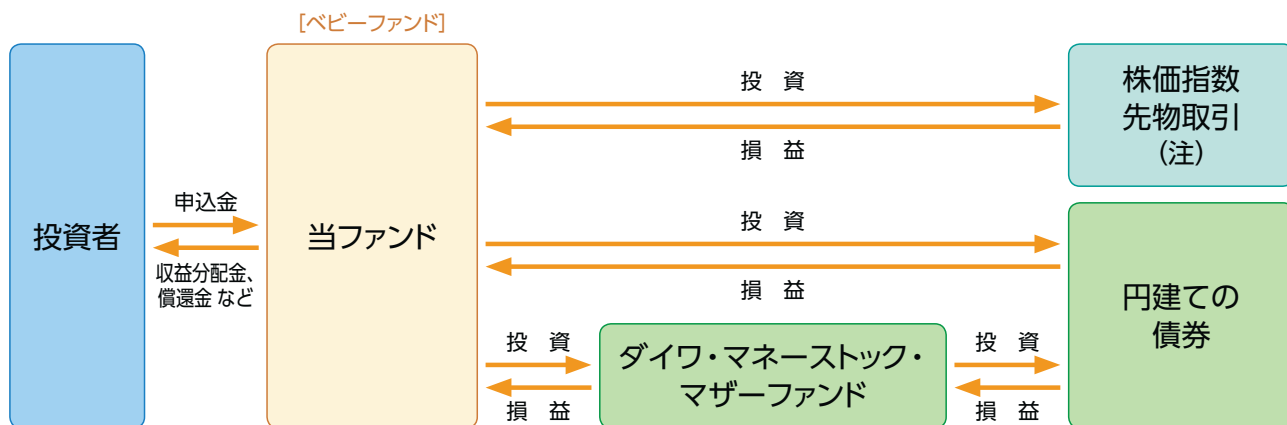 [ベビーファンド]
投資者
申込金
収益分配金、
償還金 など
当ファンド
投 資
損 益
株価指数
先物取引
(注)
投 資
損 益
円建ての
債券
投 資
損 益
ダイワ・マネーストック・
マザーファンド
投 資
損 益